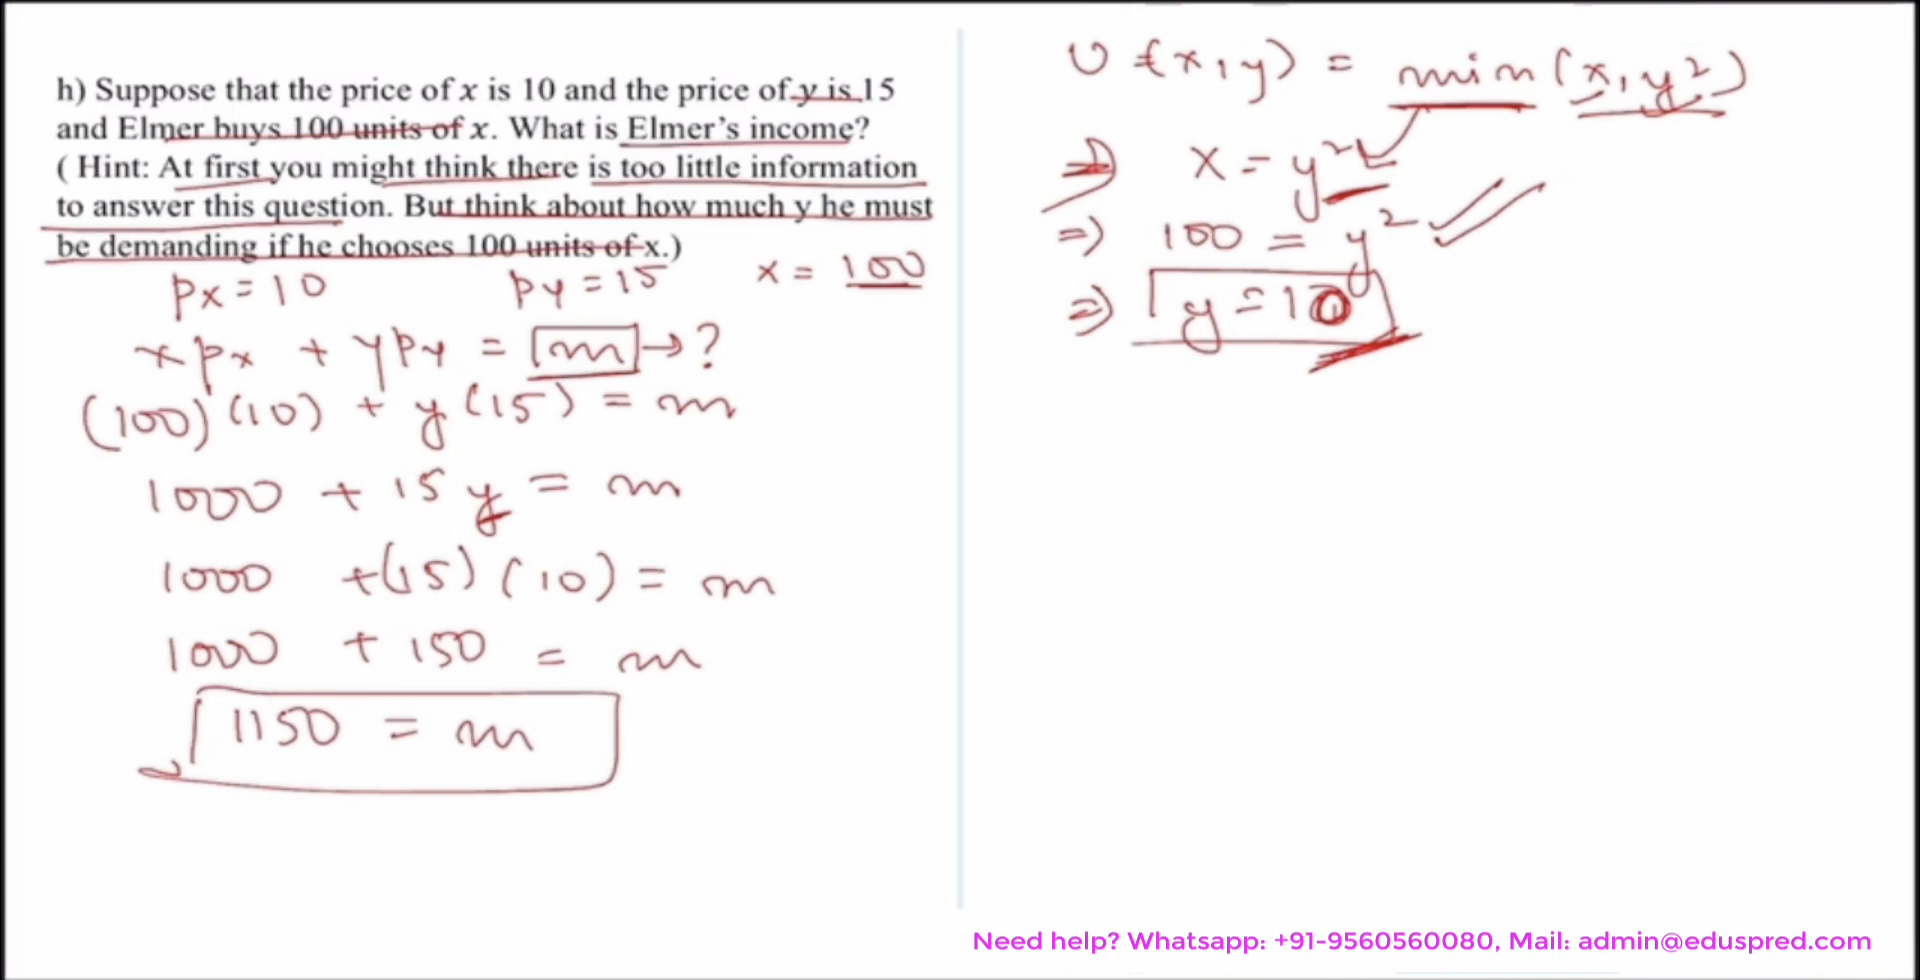 h) Suppose that the price of x is 10 and the price of y is 15
and Elmer buys 100 units of x. What is Elmer's income?
( Hint: At first you might think there is too little information
to answer this question. But think about how much y he must
be demanding if he chooses 100 units of x.)
px = 10 py = 15 x = 100
xpx + ypy = m → ?
(100)(10) + y(15) = m
1000 + 15y = m
1000 + (15)(10) = m
1000 + 150 = m
1150 = m
U(x,y) = min(x,y²)
⇒ x = y²
⇒ 100 = y²
⇒ y = 10
Need help? Whatsapp: +91-9560560080, Mail: admin@eduspred.com